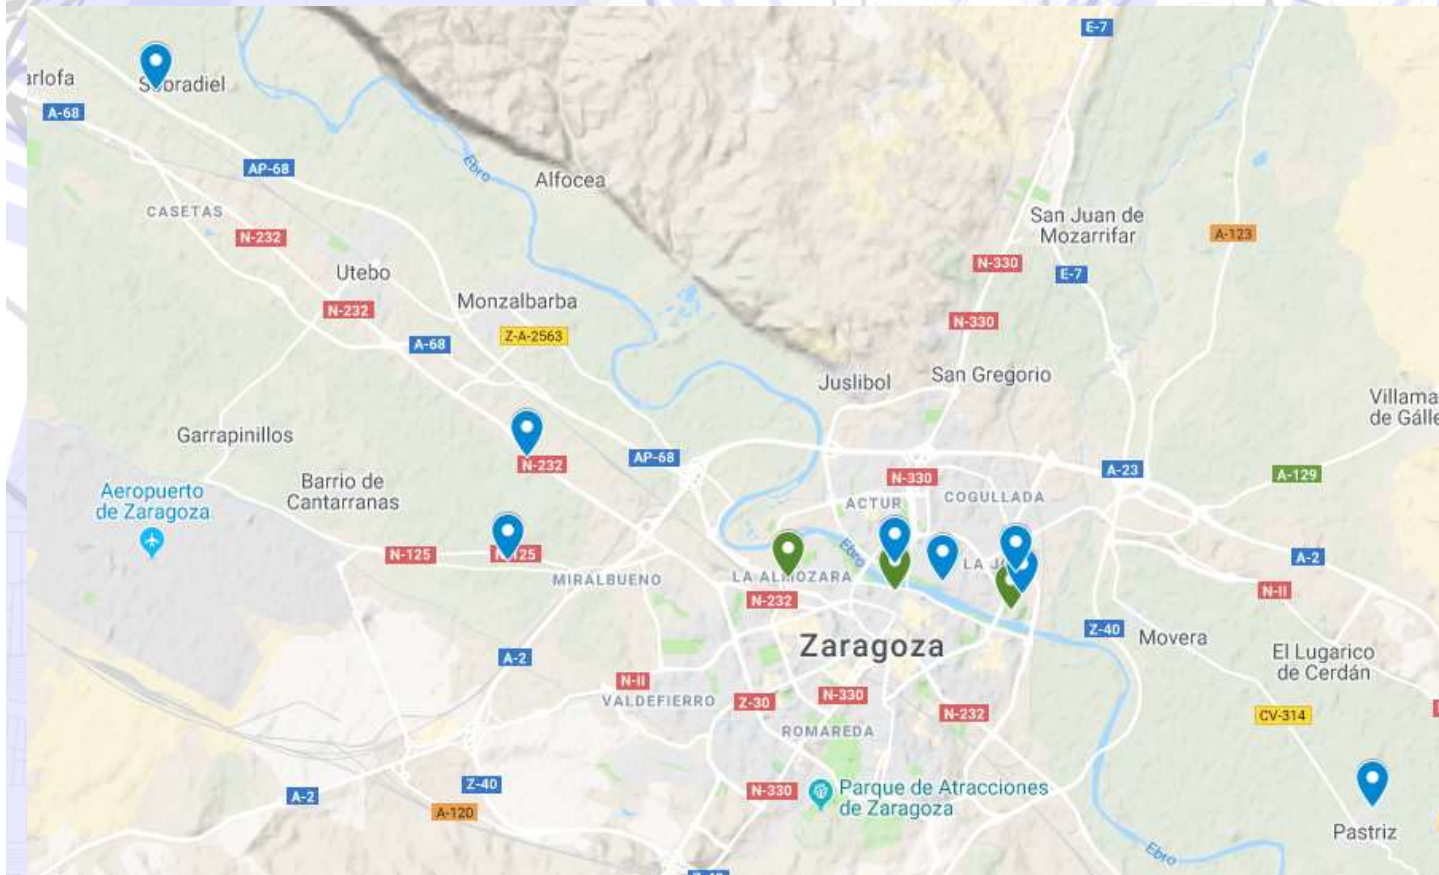 E-7
arlofa
Sobradiel
A-68
AP-68
Ebro
Alfocea
CASETAS
N-232
San Juan de
Mozarrifar
A-123
N-330
E-7
Utebo
Monzalbarba
N-232
Z-A-2563
N-330
A-68
Juslibol
San Gregorio
Villama
de Gálle
Garrapinillos
AP-68
N-232
A-23
N-330
A-129
Barrio de
Cantarranas
Aeropuerto
de Zaragoza
ACTUR
COGULLADA
N-125
N-125
Ebro
A-2
MIRALBUENO
LA ALMOZARA
LA JO
N-232
N-II
Zaragoza
Z-40
Movera
A-2
El Lugarico
de Cerdán
N-II
VALDEFIERRO
Z-30
N-330
N-232
CV-314
ROMAREDA
Z-40
A-2
N-330
Parque de Atracciones
de Zaragoza
A-120
Pastriz
Ebro